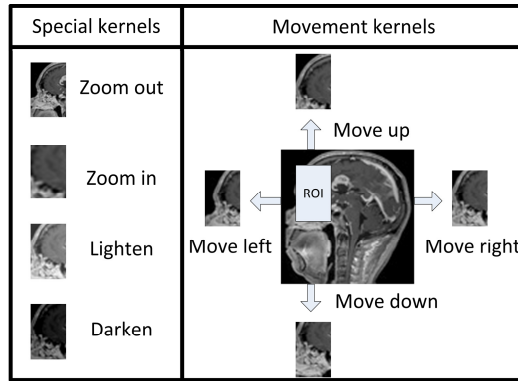 Special kernels
Movement kernels
Zoom out
Zoom in
Lighten
Darken
Move up
ROI
Move left
Move right
Move down